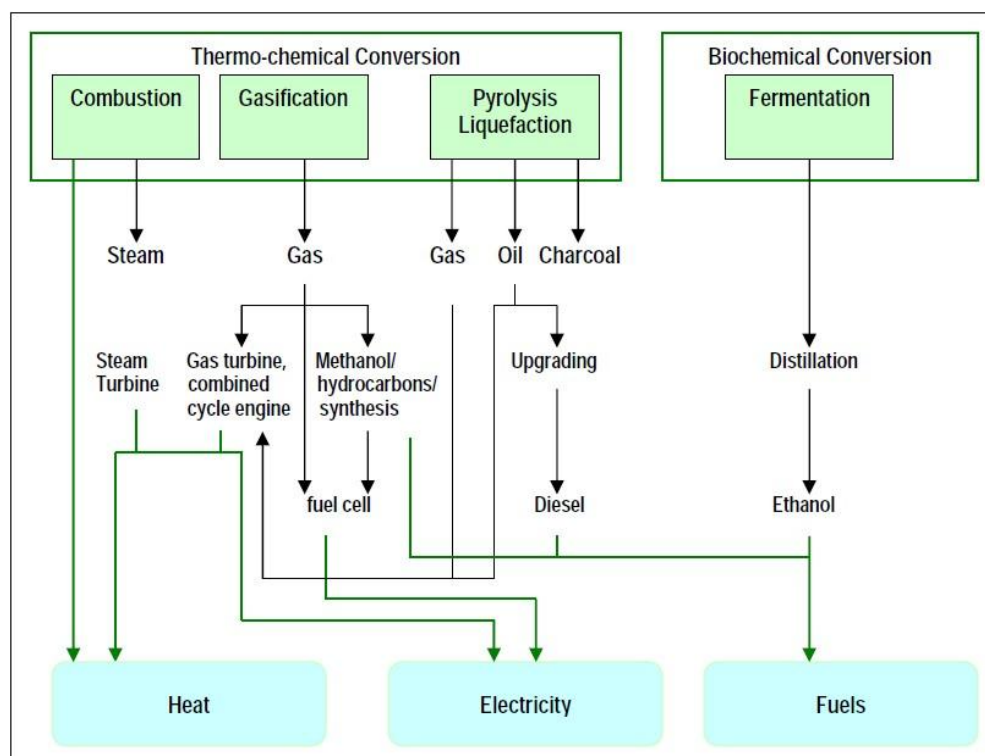 Thermo-chemical Conversion
Biochemical Conversion
Combustion
Gasification
Pyrolysis
Liquefaction
Fermentation
Steam
Gas
Gas
Oil
Charcoal
Steam
Turbine
Gas turbine,
combined
cycle engine
Methanol/
hydrocarbons/
synthesis
Upgrading
Distillation
fuel cell
Diesel
Ethanol
Heat
Electricity
Fuels